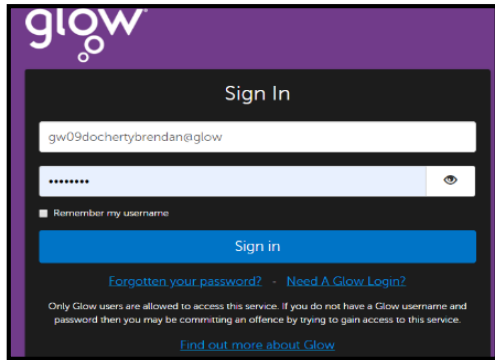 glow
Sign In
gw09dochertybrendan@glow
••••••••
Remember my username
Sign in
Forgotten your password? - Need A Glow Login?
Only Glow users are allowed to access this service. If you do not have a Glow username and
password then you may be committing an offence by trying to gain access to this service.
Find out more about Glow